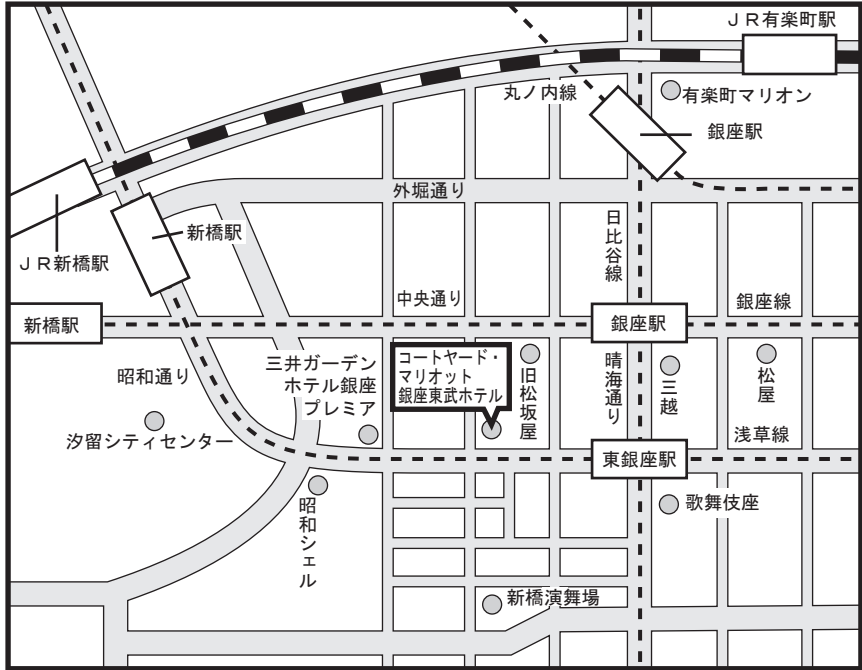 ＪＲ有楽町駅
丸ノ内線
有楽町マリオン
銀座駅
外堀通り
新橋駅
ＪＲ新橋駅
日比谷線
中央通り
銀座線
新橋駅
銀座駅
昭和通り
三井ガーデン
ホテル銀座
プレミア
コートヤード・
マリオット
銀座東武ホテル
旧松坂屋
晴海通り
三越
松屋
汐留シティセンター
浅草線
東銀座駅
昭和シェル
歌舞伎座
新橋演舞場